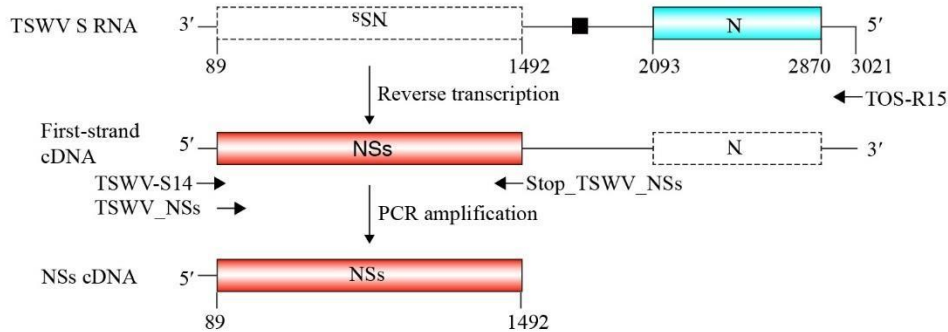 3′ NSs N 5′
TSWV S RNA
89 1492 2093 2870 3021
Reverse transcription
TOS-R15
First-strand
cDNA
5′ NSs N 3′
TSWV-S14
Stop_TSWV_NSs
TSWV_NSs
PCR amplification
NSs cDNA 5′ NSs
89 1492